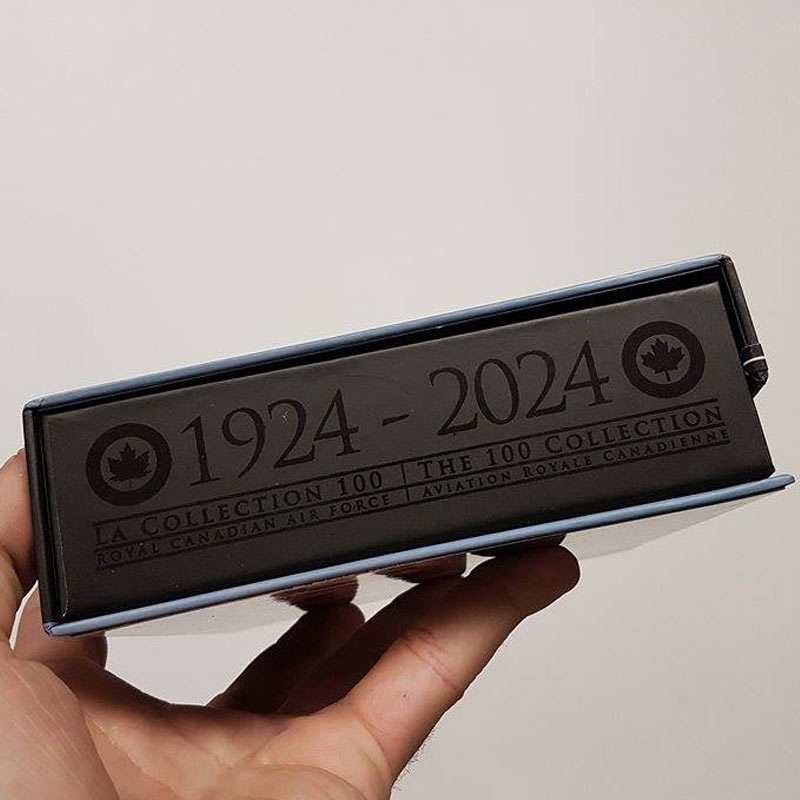 1924 - 2024
LA COLLECTION 100 | THE 100 COLLECTION
ROYAL CANADIAN AIR FORCE | AVIATION ROYALE CANADIENNE